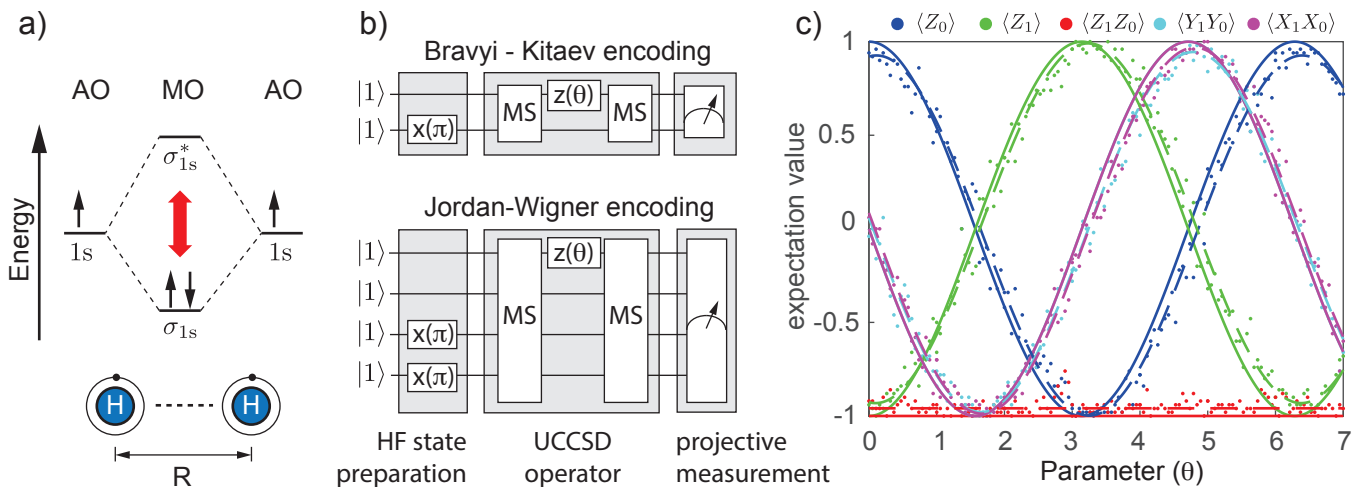 a)
AO MO AO
Energy
σ*1s
1s 1s
σ1s
H H
R
b)
Bravyi - Kitaev encoding
|1⟩
|1⟩ x(π)
MS z(θ) MS
Jordan-Wigner encoding
|1⟩
|1⟩
|1⟩ x(π)
|1⟩ x(π)
MS z(θ) MS
HF state
preparation
UCCSD
operator
projective
measurement
c)
⟨Z0⟩ ⟨Z1⟩ ⟨Z1Z0⟩ ⟨Y1Y0⟩ ⟨X1X0⟩
expectation value
1
0.5
0
-0.5
-1
0 1 2 3 4 5 6 7
Parameter (θ)